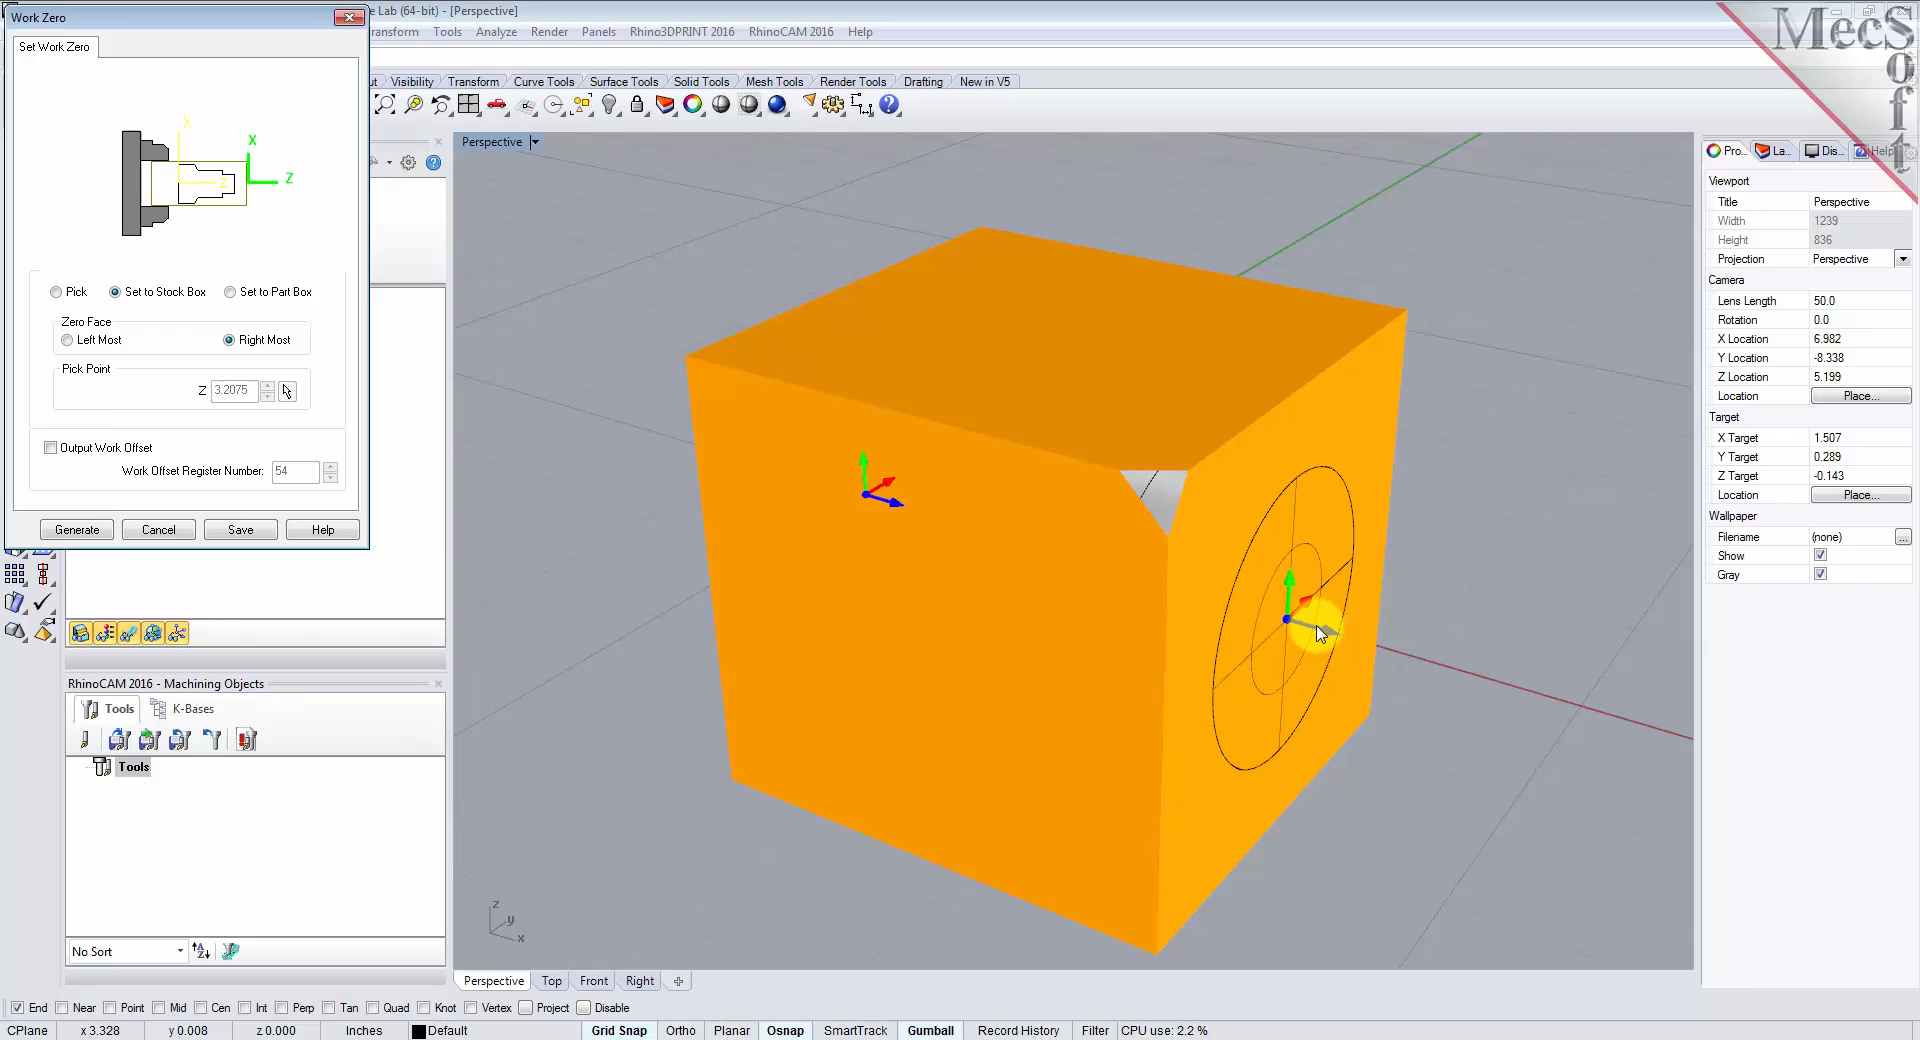 Work Zero
e Lab (64-bit) - [Perspective]
Set Work Zero
ransform Tools Analyze Render Panels Rhino3DPRINT 2016 RhinoCAM 2016 Help
MecSoft
ut Visibility Transform Curve Tools Surface Tools Solid Tools Mesh Tools Render Tools Drafting New in V5
X
X
Z
Z
Pick Set to Stock Box Set to Part Box
Zero Face
Left Most Right Most
Pick Point
Z 3.2075
Output Work Offset
Work Offset Register Number: 54
Generate Cancel Save Help
Perspective
Pro... La... Dis... Help
Viewport
Title Perspective
Width 1239
Height 836
Projection Perspective
Camera
Lens Length 50.0
Rotation 0.0
X Location 6.982
Y Location -8.338
Z Location 5.199
Location Place...
Target
X Target 1.507
Y Target 0.289
Z Target -0.143
Location Place...
Wallpaper
Filename (none) ...
Show
Gray
RhinoCAM 2016 - Machining Objects
Tools K-Bases
Tools
No Sort
z
y
x
Perspective Top Front Right
End Near Point Mid Cen Int Perp Tan Quad Knot Vertex Project Disable
CPlane x 3.328 y 0.008 z 0.000 Inches Default Grid Snap Ortho Planar Osnap SmartTrack Gumball Record History Filter CPU use: 2.2 %